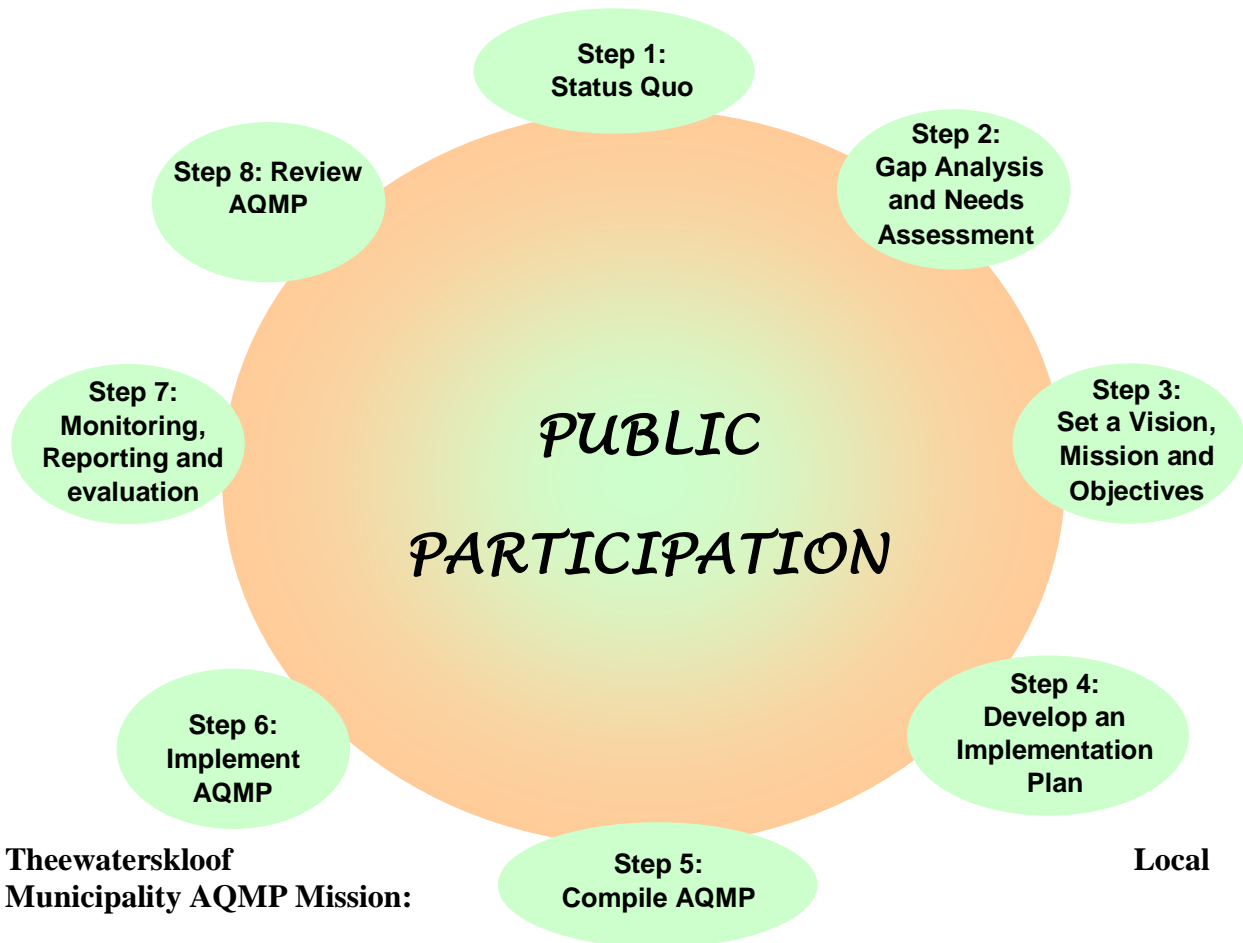 Step 1:
Status Quo
Step 2:
Gap Analysis
and Needs
Assessment
Step 3:
Set a Vision,
Mission and
Objectives
Step 4:
Develop an
Implementation
Plan
Step 5:
Compile AQMP
Step 6:
Implement
AQMP
Step 7:
Monitoring,
Reporting and
evaluation
Step 8: Review
AQMP
PUBLIC
PARTICIPATION
Theewaterskloof Local
Municipality AQMP Mission: